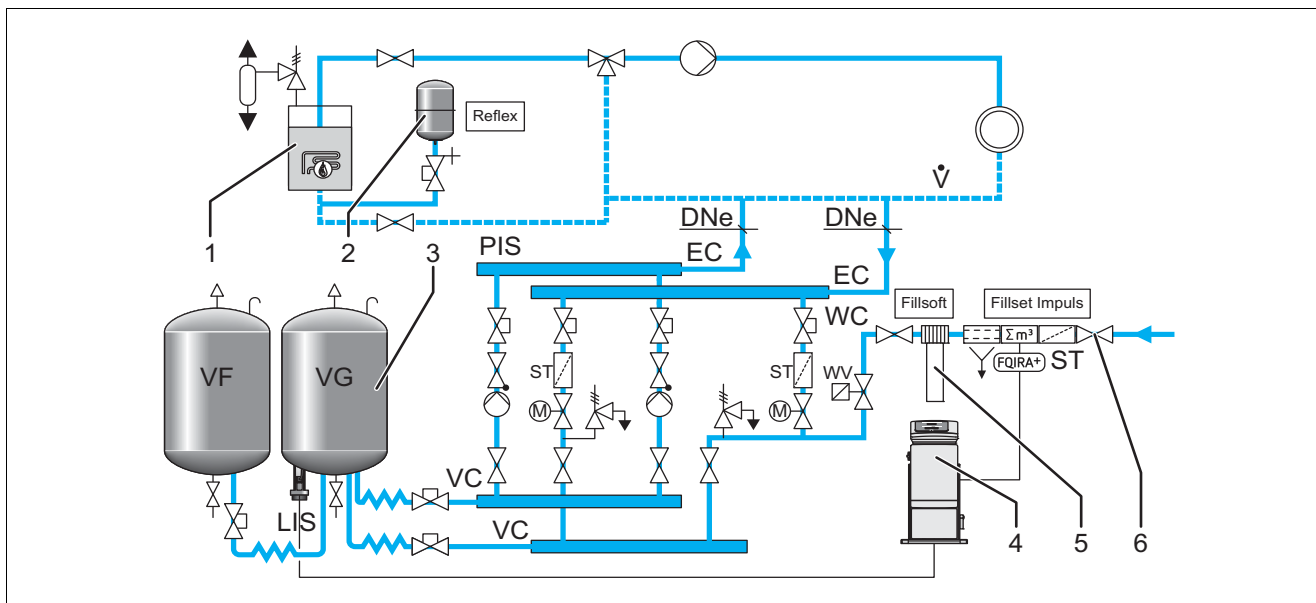 Reflex
V̇
1
2
3
DNe
DNe
PIS
EC
EC
Fillsoft
Fillset Impuls
WC
Σm³
FQIRA+
ST
VF
VG
ST
ST
WV
M
M
VC
LIS
VC
4
5
6